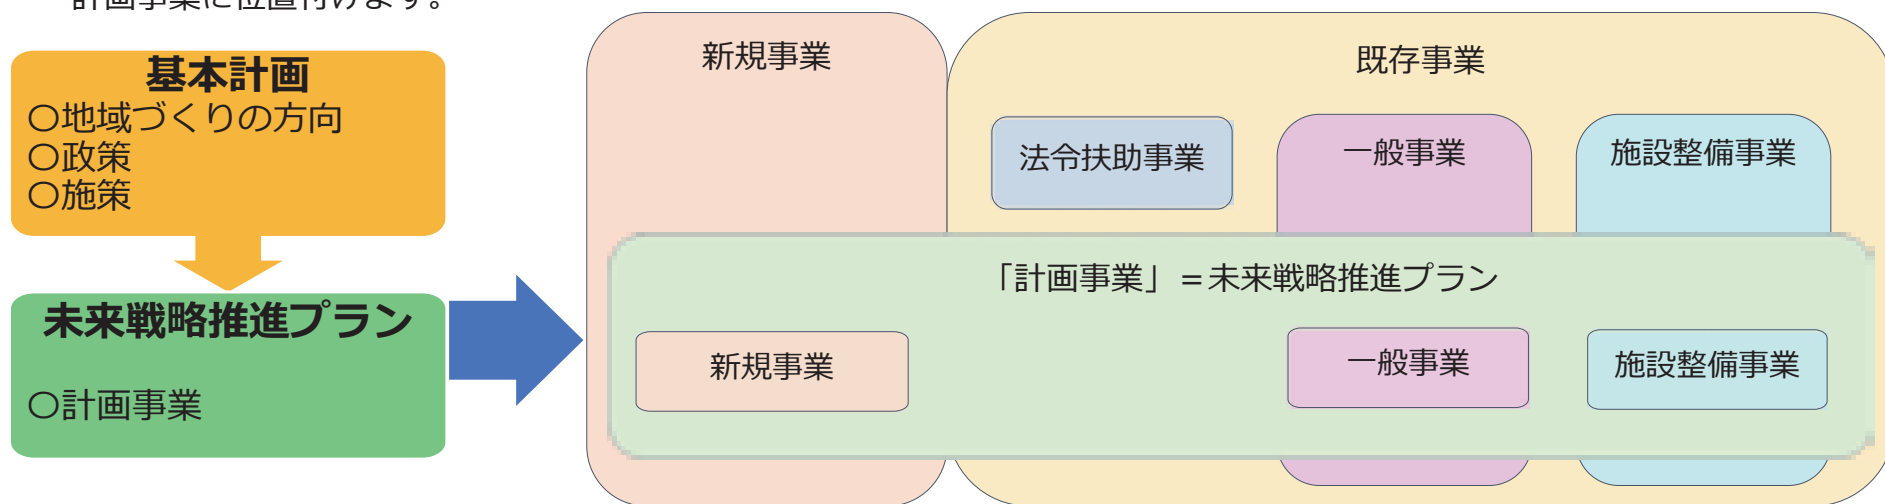 計画事業に位置付けます。
基本計画
〇地域づくりの方向
〇政策
〇施策
未来戦略推進プラン
〇計画事業
新規事業
既存事業
法令扶助事業
一般事業
施設整備事業
「計画事業」＝未来戦略推進プラン
新規事業
一般事業
施設整備事業